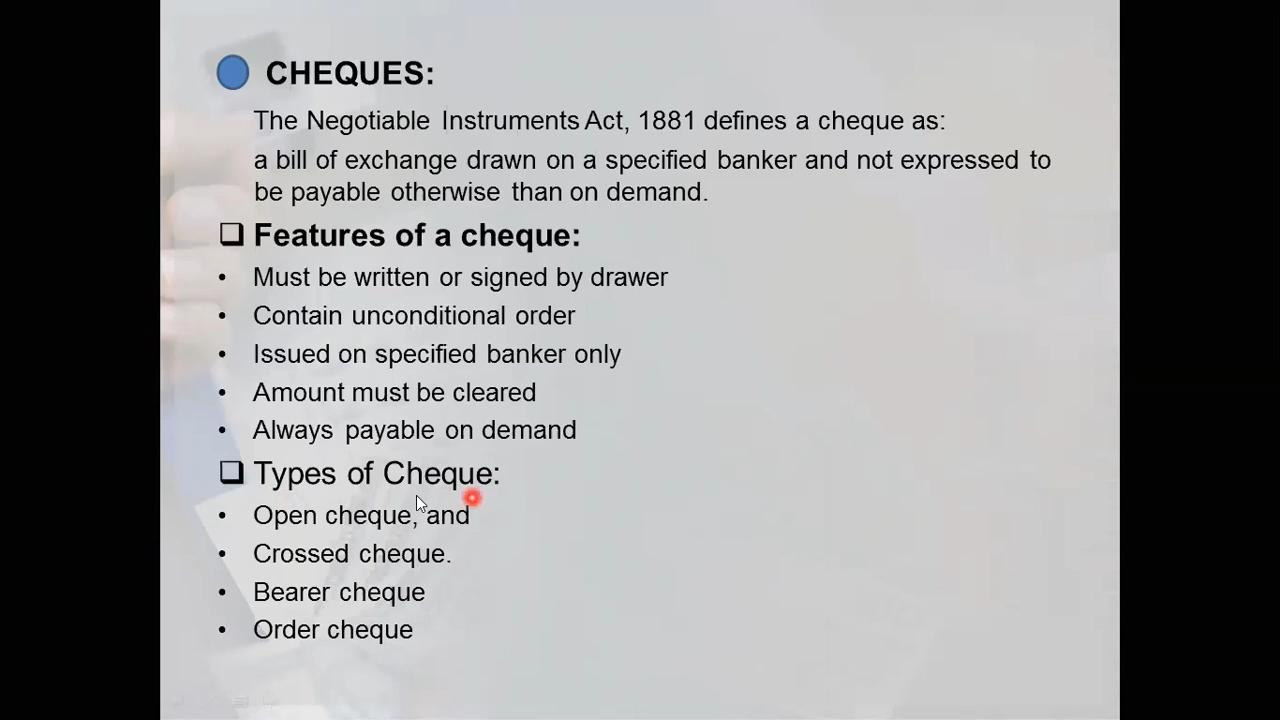 CHEQUES:
The Negotiable Instruments Act, 1881 defines a cheque as:
a bill of exchange drawn on a specified banker and not expressed to
be payable otherwise than on demand.
Features of a cheque:
• Must be written or signed by drawer
• Contain unconditional order
• Issued on specified banker only
• Amount must be cleared
• Always payable on demand
Types of Cheque:
• Open cheque, and
• Crossed cheque.
• Bearer cheque
• Order cheque